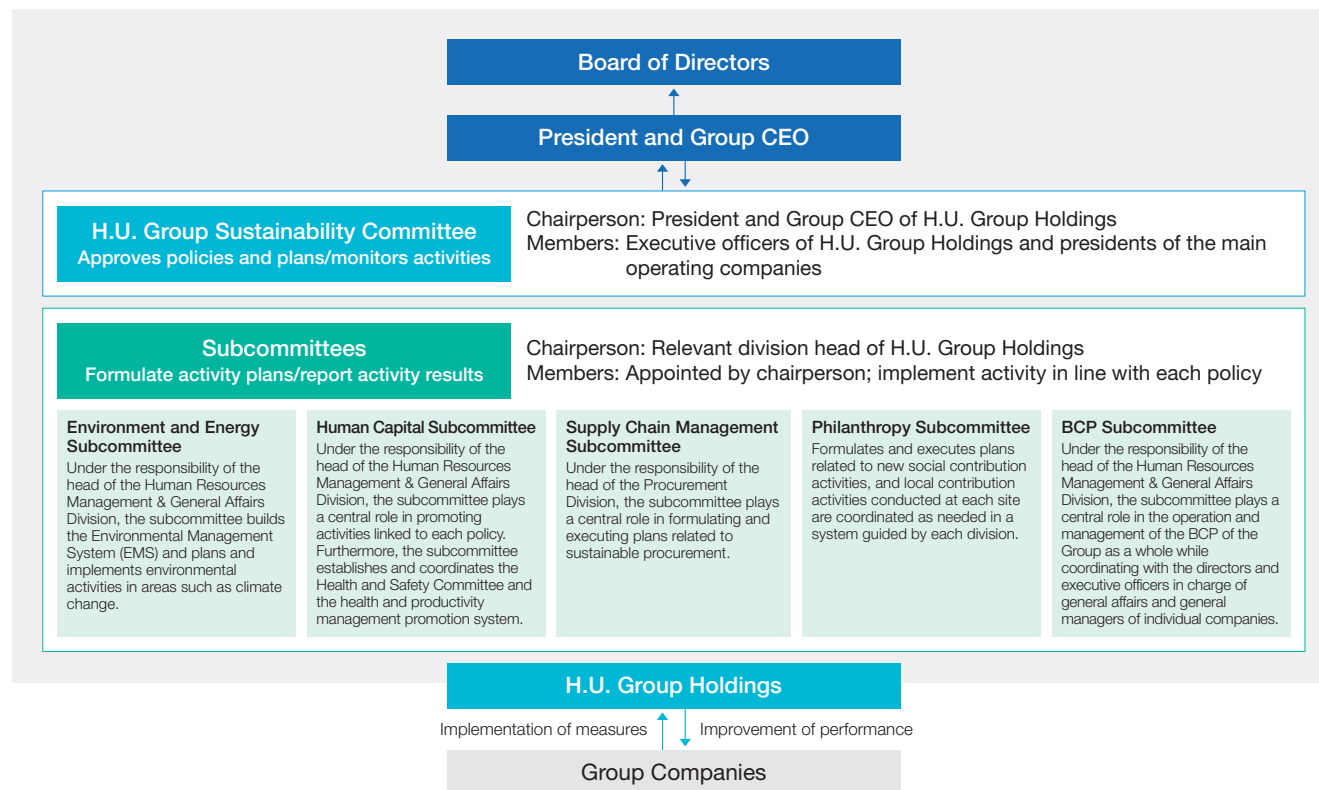 Board of Directors
President and Group CEO
H.U. Group Sustainability Committee
Approves policies and plans/monitors activities
Chairperson: President and Group CEO of H.U. Group Holdings
Members: Executive officers of H.U. Group Holdings and presidents of the main
operating companies
Subcommittees
Formulate activity plans/report activity results
Chairperson: Relevant division head of H.U. Group Holdings
Members: Appointed by chairperson; implement activity in line with each policy
Environment and Energy
Subcommittee
Under the responsibility of the
head of the Human Resources
Management & General Affairs
Division, the subcommittee builds
the Environmental Management
System (EMS) and plans and
implements environmental
activities in areas such as climate
change.
Human Capital Subcommittee
Under the responsibility of the
head of the Human Resources
Management & General Affairs
Division, the subcommittee plays
a central role in promoting
activities linked to each policy.
Furthermore, the subcommittee
establishes and coordinates the
Health and Safety Committee and
the health and productivity
management promotion system.
Supply Chain Management
Subcommittee
Under the responsibility of the
head of the Procurement
Division, the subcommittee plays
a central role in formulating and
executing plans related to
sustainable procurement.
Philanthropy Subcommittee
Formulates and executes plans
related to new social contribution
activities, and local contribution
activities conducted at each site
are coordinated as needed in a
system guided by each division.
BCP Subcommittee
Under the responsibility of the
head of the Human Resources
Management & General Affairs
Division, the subcommittee plays a
central role in the operation and
management of the BCP of the
Group as a whole while
coordinating with the directors and
executive officers in charge of
general affairs and general
managers of individual companies.
H.U. Group Holdings
Implementation of measures
Improvement of performance
Group Companies